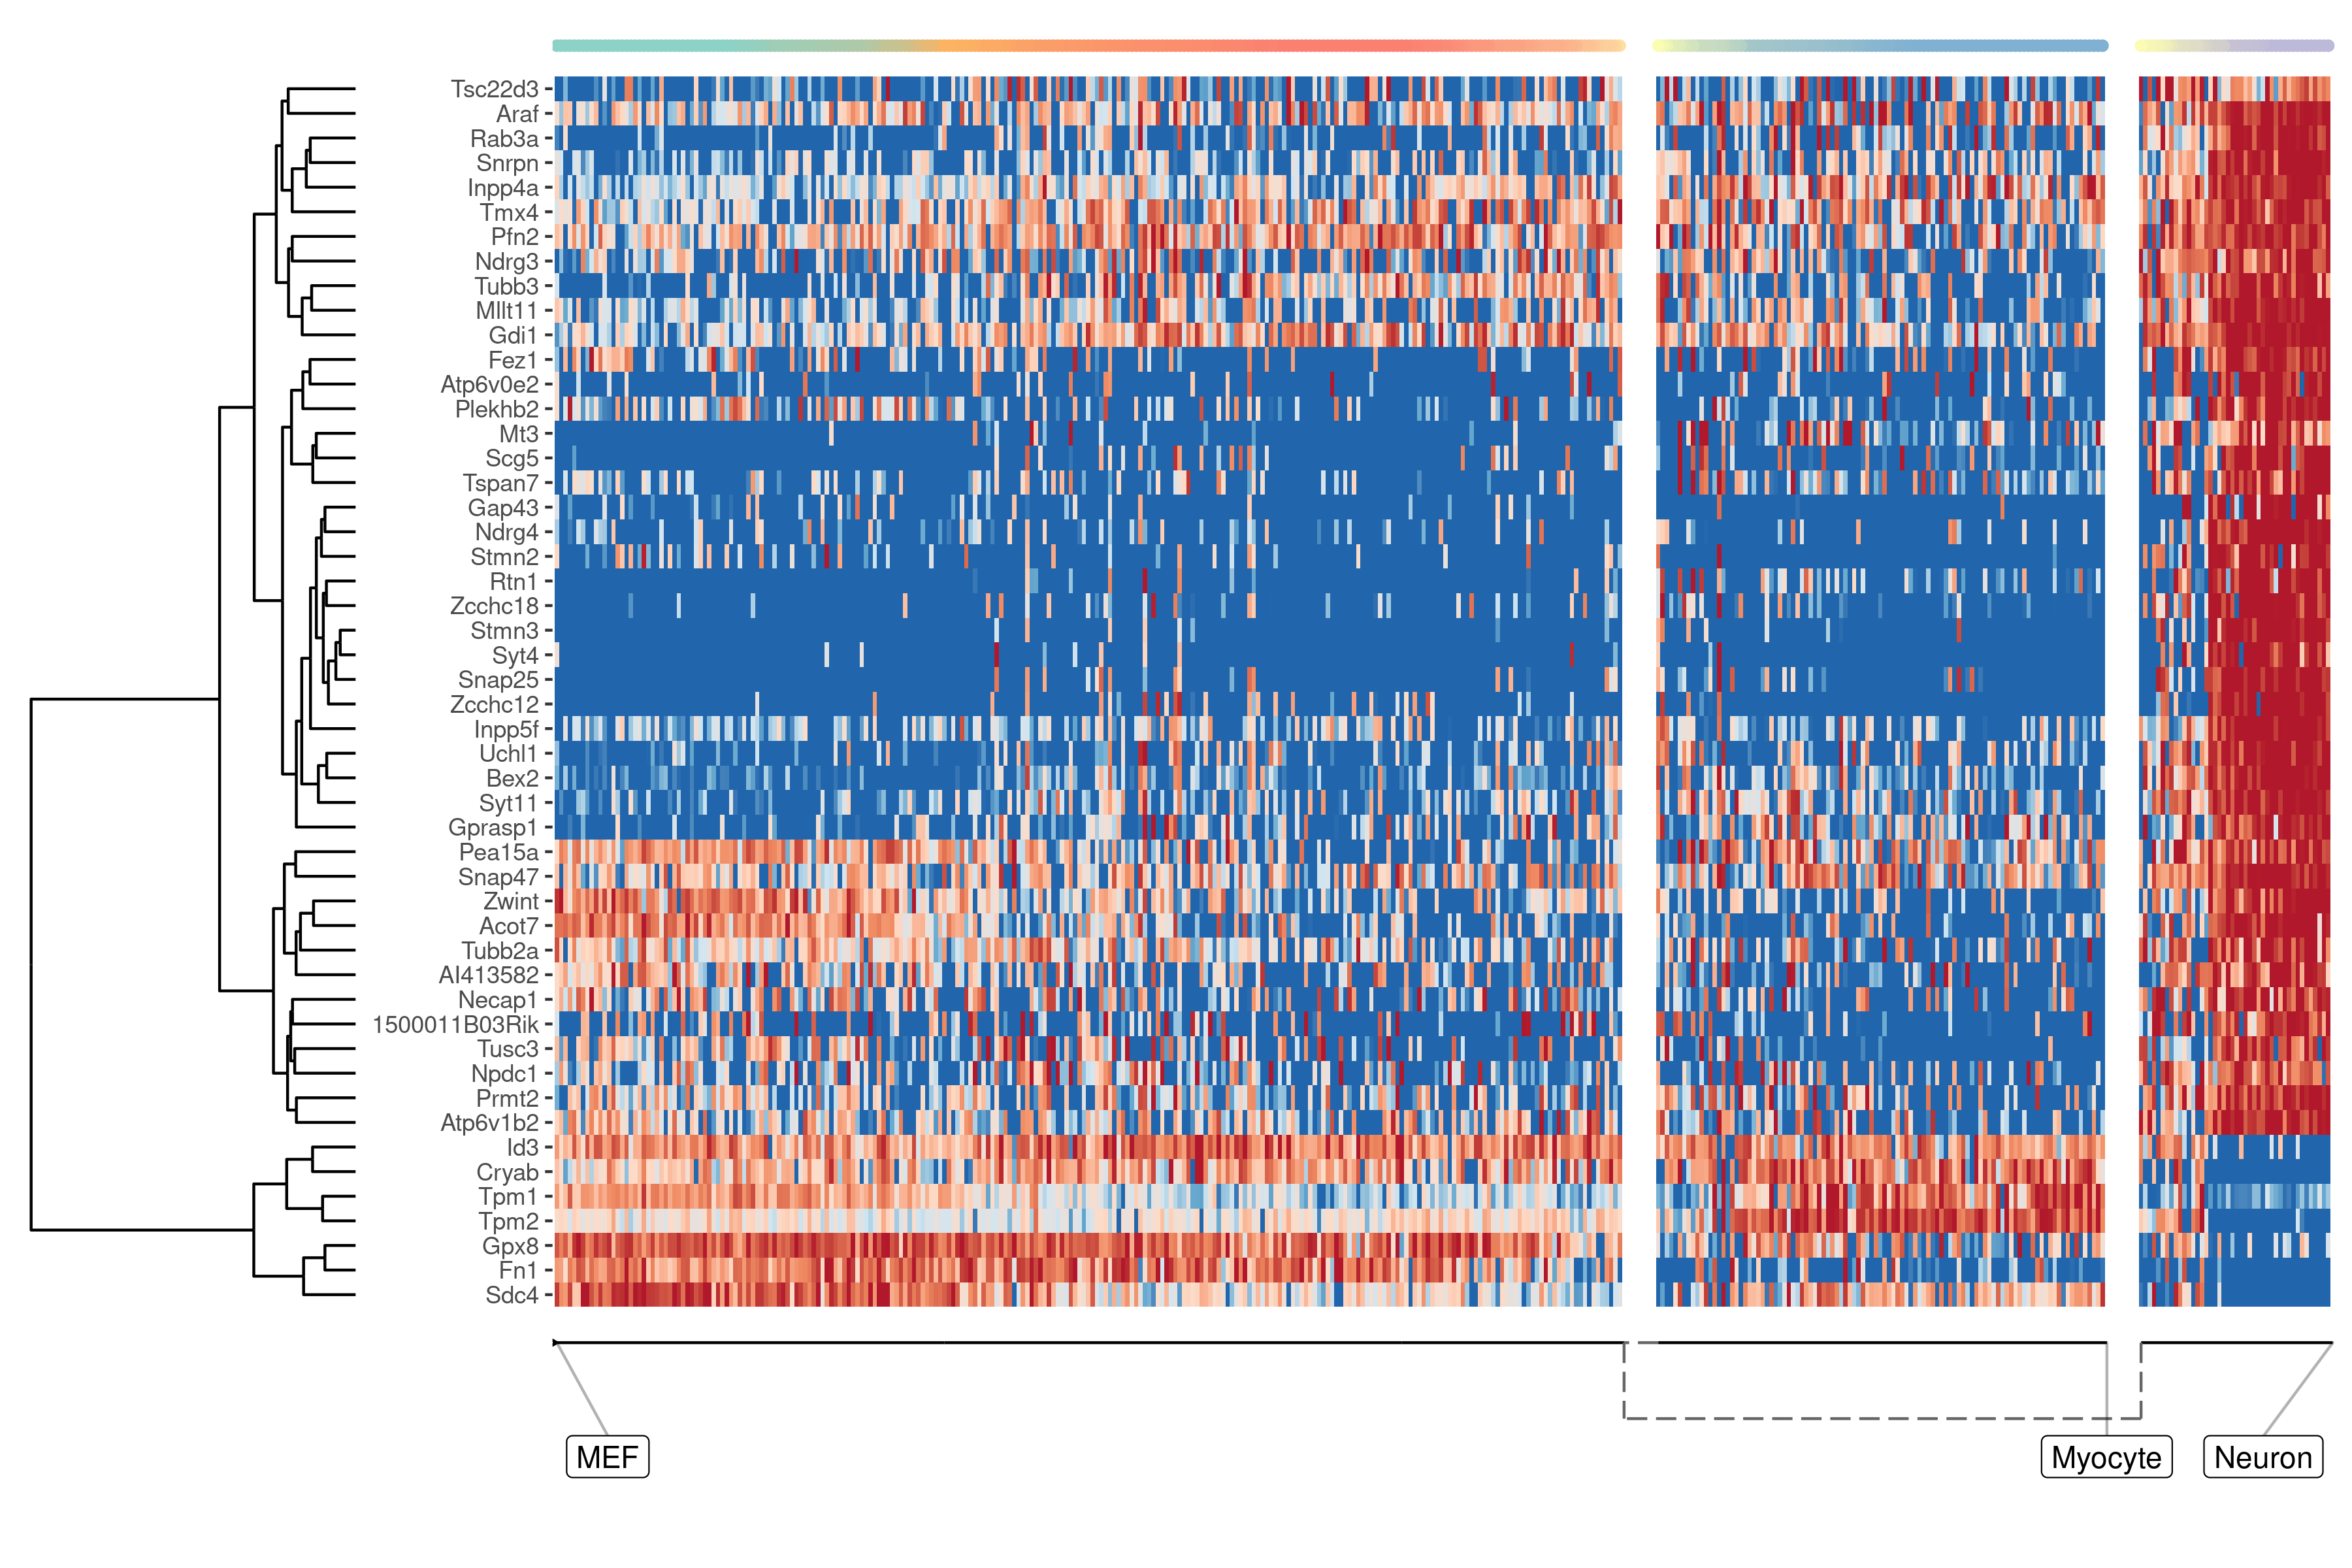 Tsc22d3
Araf
Rab3a
Snrpn
Inpp4a
Tmx4
Pfn2
Ndrg3
Tubb3
Mllt11
Gdi1
Fez1
Atp6v0e2
Plekhb2
Mt3
Scg5
Tspan7
Gap43
Ndrg4
Stmn2
Rtn1
Zcchc18
Stmn3
Syt4
Snap25
Zcchc12
Inpp5f
Uchl1
Bex2
Syt11
Gprasp1
Pea15a
Snap47
Zwint
Acot7
Tubb2a
AI413582
Necap1
1500011B03Rik
Tusc3
Npdc1
Prmt2
Atp6v1b2
Id3
Cryab
Tpm1
Tpm2
Gpx8
Fn1
Sdc4
MEF Myocyte Neuron